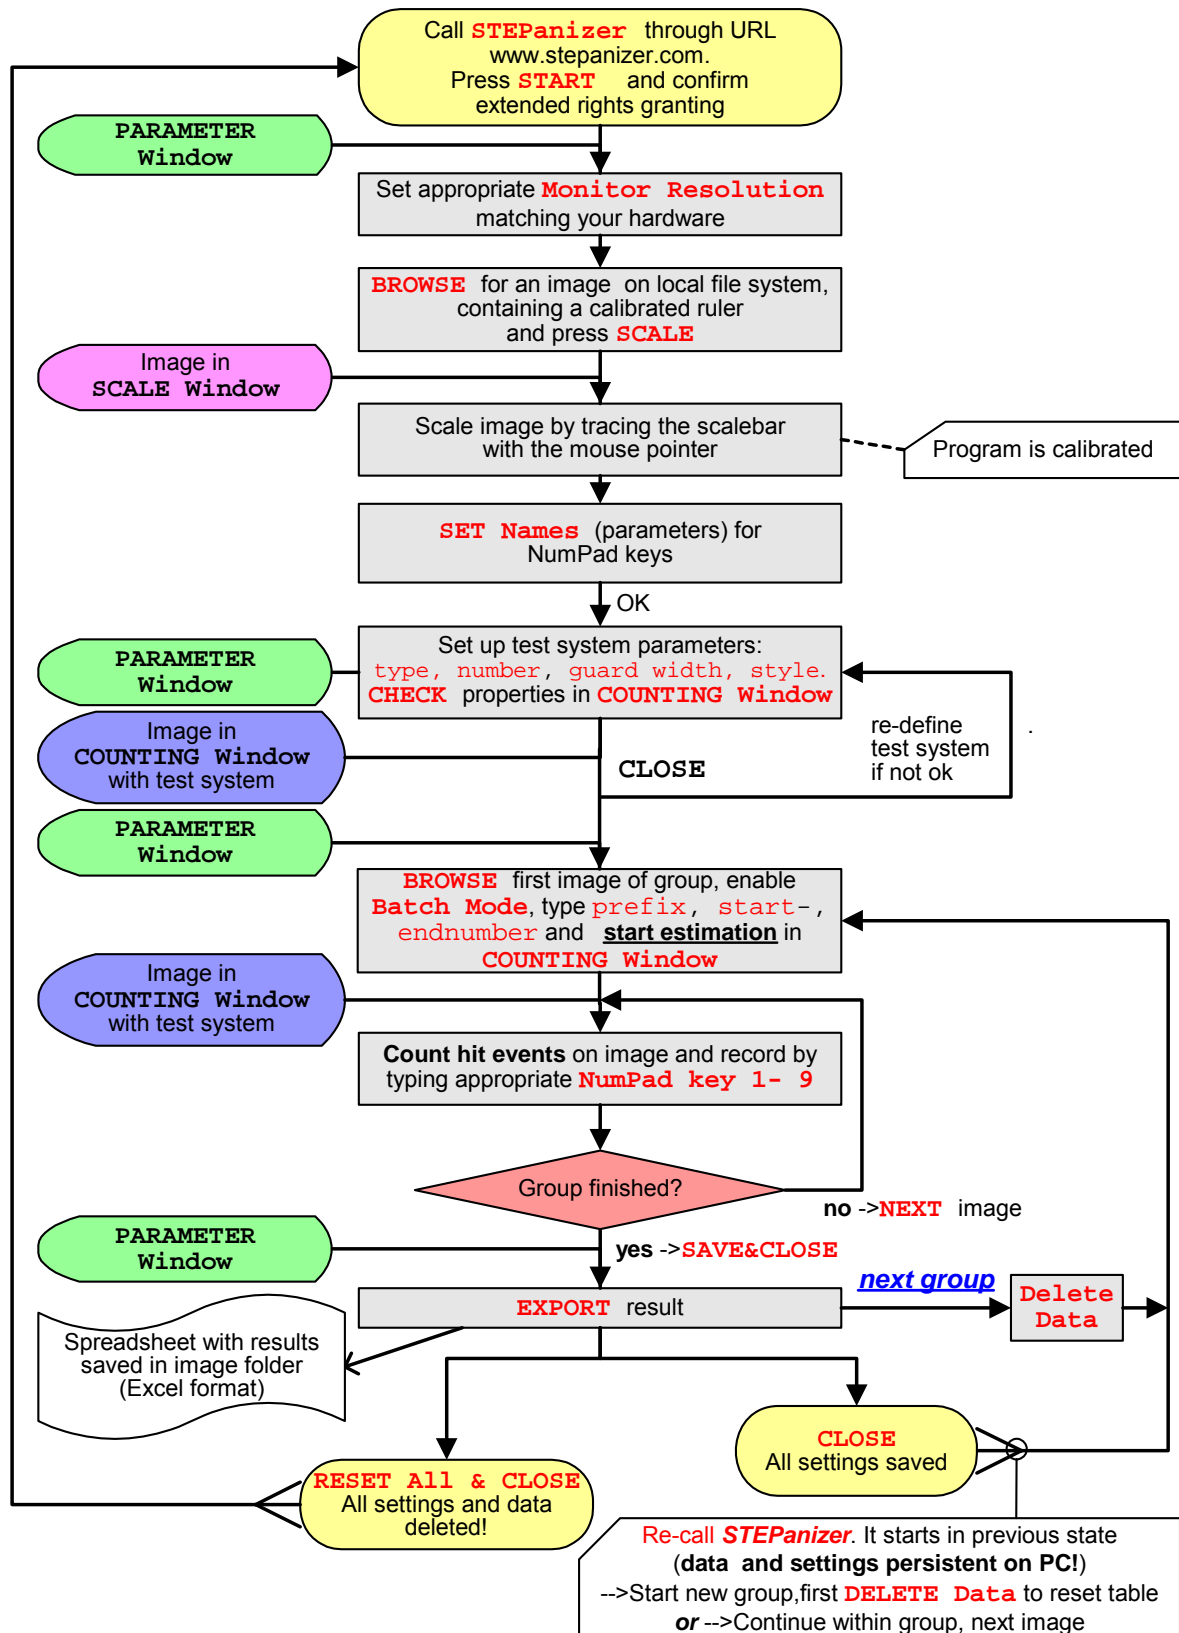 Call STEPanizer through URL
www.stepanizer.com.
Press START and confirm
extended rights granting
PARAMETER
Window
Set appropriate Monitor Resolution
matching your hardware
BROWSE for an image on local file system,
containing a calibrated ruler
and press SCALE
Image in
SCALE Window
Scale image by tracing the scalebar
with the mouse pointer
Program is calibrated
SET Names (parameters) for
NumPad keys
OK
PARAMETER
Window
Set up test system parameters:
type, number, guard width, style.
CHECK properties in COUNTING Window
Image in
COUNTING Window
with test system
CLOSE
re-define
test system
if not ok
.
PARAMETER
Window
BROWSE first image of group, enable
Batch Mode, type prefix, start-,
endnumber and start estimation in
COUNTING Window
Image in
COUNTING Window
with test system
Count hit events on image and record by
typing appropriate NumPad key 1- 9
Group finished?
no ->NEXT image
PARAMETER
Window
yes ->SAVE&CLOSE
EXPORT result
next group
Delete
Data
Spreadsheet with results
saved in image folder
(Excel format)
CLOSE
All settings saved
RESET All & CLOSE
All settings and data
deleted!
Re-call STEPanizer. It starts in previous state
(data and settings persistent on PC!)
-->Start new group,first DELETE Data to reset table
or -->Continue within group, next image